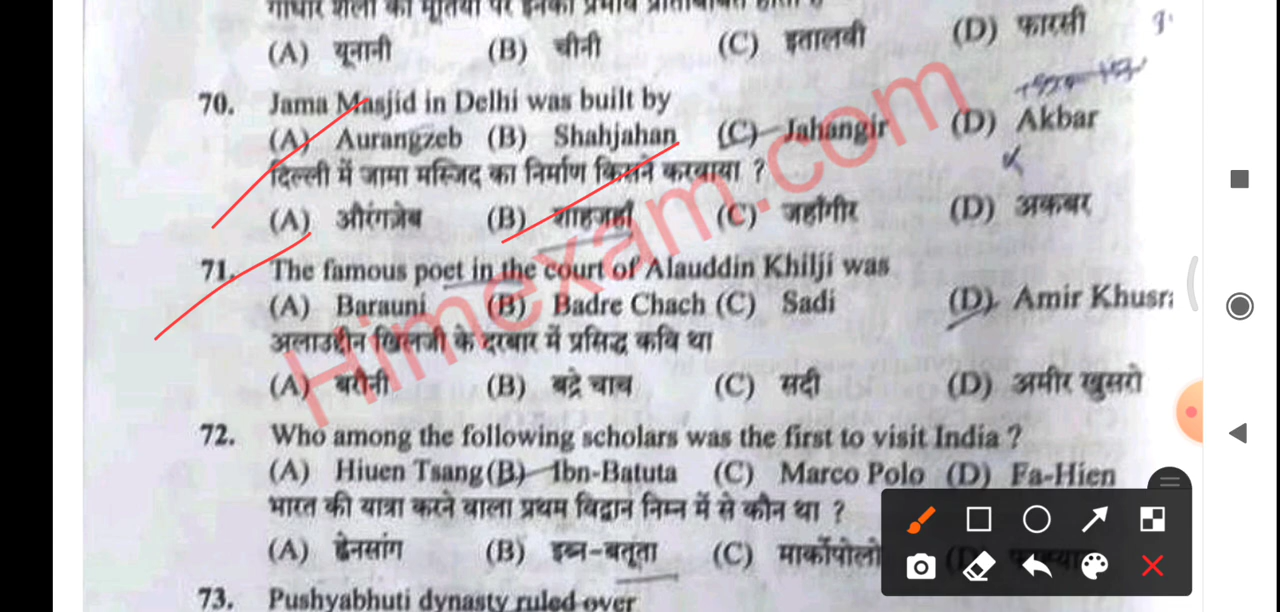 गांधार शैली की मूर्तियों पर इनका प्रभाव
(A) यूनानी (B) चीनी (C) इतालवी (D) फारसी
70. Jama Masjid in Delhi was built by
(A) Aurangzeb (B) Shahjahan (C) Jahangir (D) Akbar
दिल्ली में जामा मस्जिद का निर्माण किसने करवाया ?
(A) औरंगज़ेब (B) शाहजहाँ (C) जहाँगीर (D) अकबर
71. The famous poet in the court of Alauddin Khilji was
(A) Barauni (B) Badre Chach (C) Sadi (D) Amir Khusr
अलाउद्दीन खिलजी के दरबार में प्रसिद्ध कवि था
(A) बरौनी (B) बद्रे चाच (C) सदी (D) अमीर खुसरो
72. Who among the following scholars was the first to visit India ?
(A) Hiuen Tsang (B) Ibn-Batuta (C) Marco Polo (D) Fa-Hien
भारत की यात्रा करने वाला प्रथम विद्वान निम्न में से कौन था ?
(A) ह्वेनसांग (B) इब्न-बतूता (C) मार्कोपोलो
73. Pushyabhuti dynasty ruled over
Himexam.com